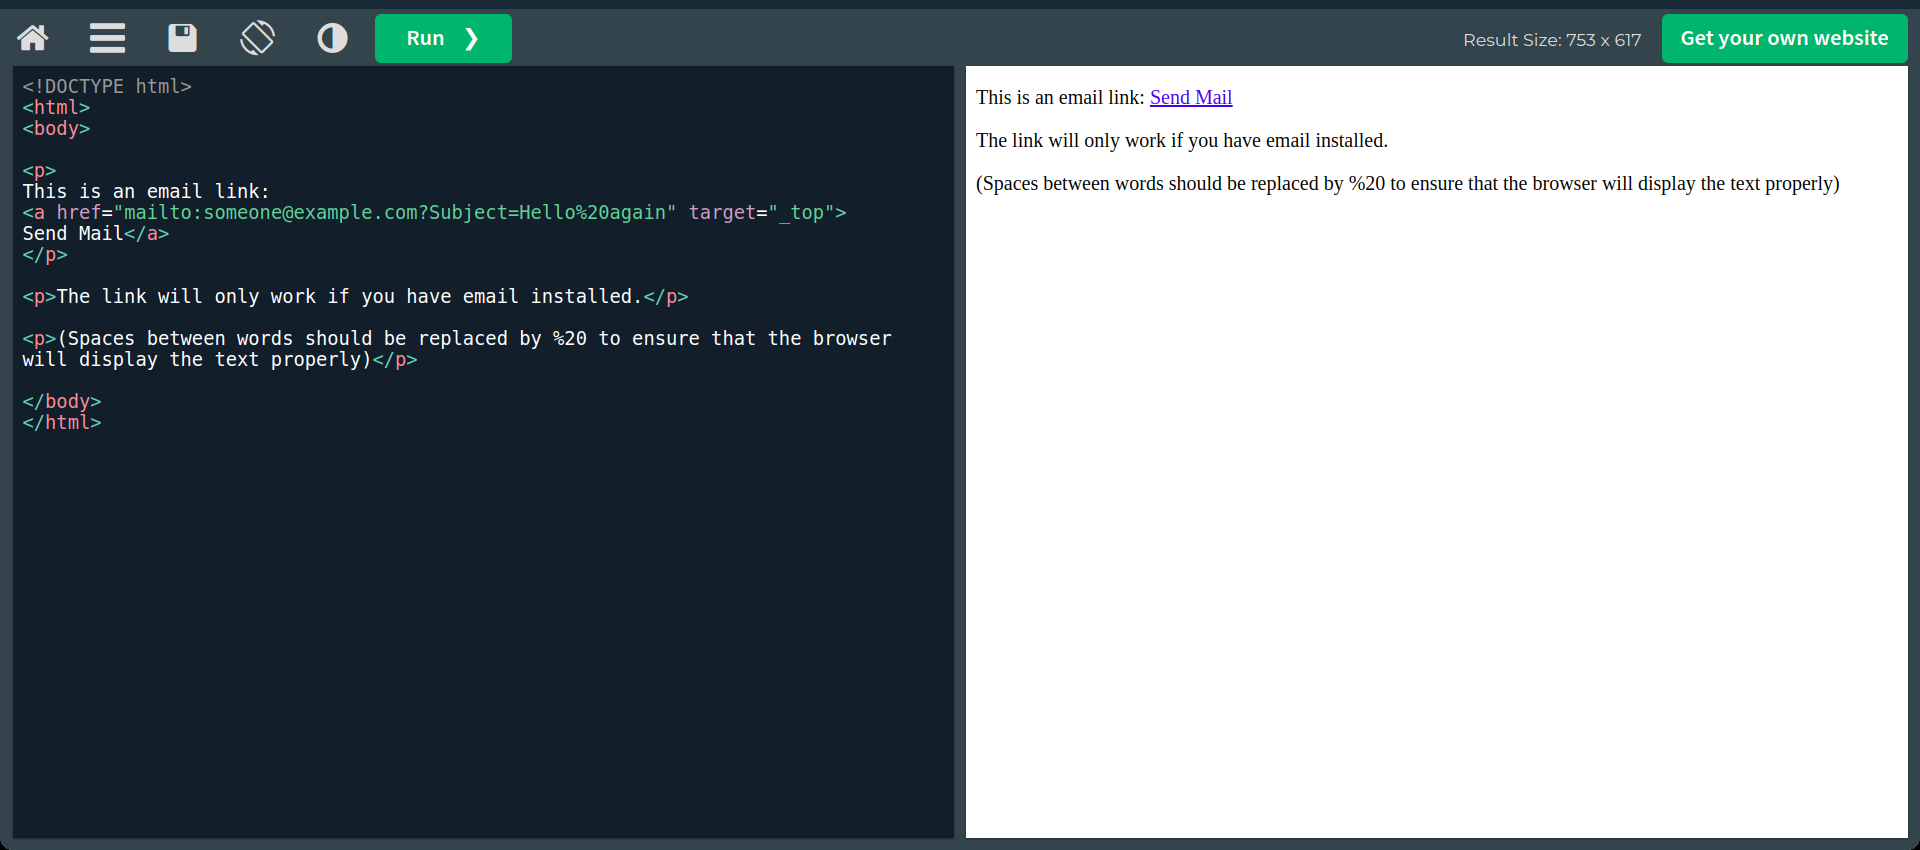 Run ❯
Result Size: 753 x 617
Get your own website
<!DOCTYPE html>
<html>
<body>
<p>
This is an email link:
<a href="mailto:someone@example.com?Subject=Hello%20again" target="_top">
Send Mail</a>
</p>
<p>The link will only work if you have email installed.</p>
<p>(Spaces between words should be replaced by %20 to ensure that the browser
will display the text properly)</p>
</body>
</html>
This is an email link: Send Mail
The link will only work if you have email installed.
(Spaces between words should be replaced by %20 to ensure that the browser will display the text properly)